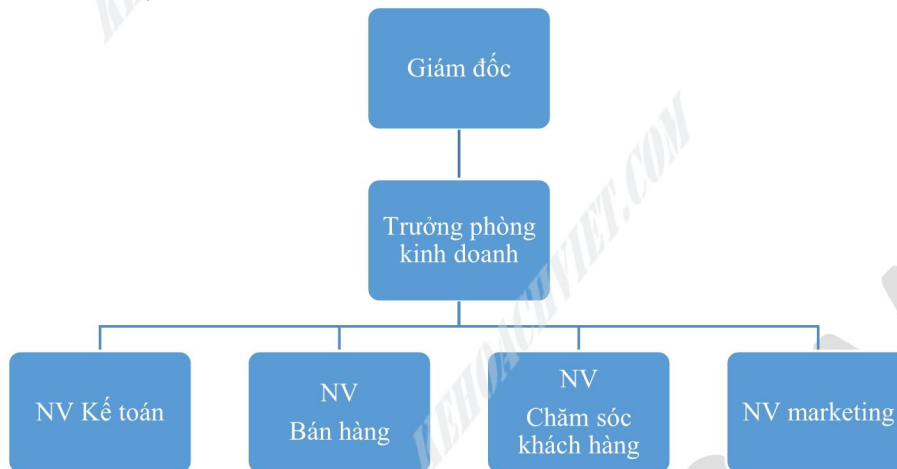 Giám đốc
Trưởng phòng
kinh doanh
NV Kế toán
NV
Bán hàng
NV
Chăm sóc
khách hàng
NV marketing
KEHOACHVIET.COM